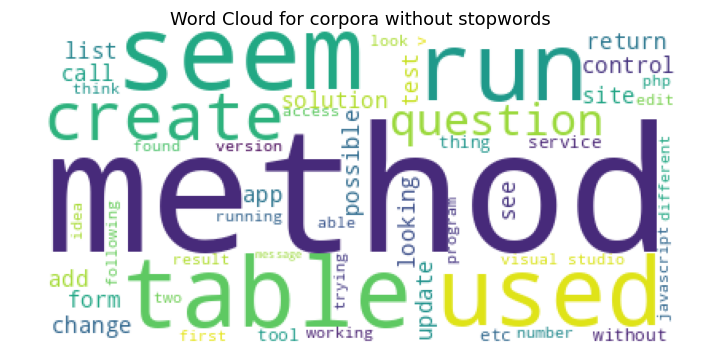 Word Cloud for corpora without stopwords
list
seem
look >
run
return
call
control
think
test
php
create
solution
site
edit
access
question
possible
found
version
thing
service
method
app
see
different
idea
following
running
able
looking
program
result
message
trying
visual studio
javascript
add
table
used
form
two
update
change
first
tool
working
etc
number
without